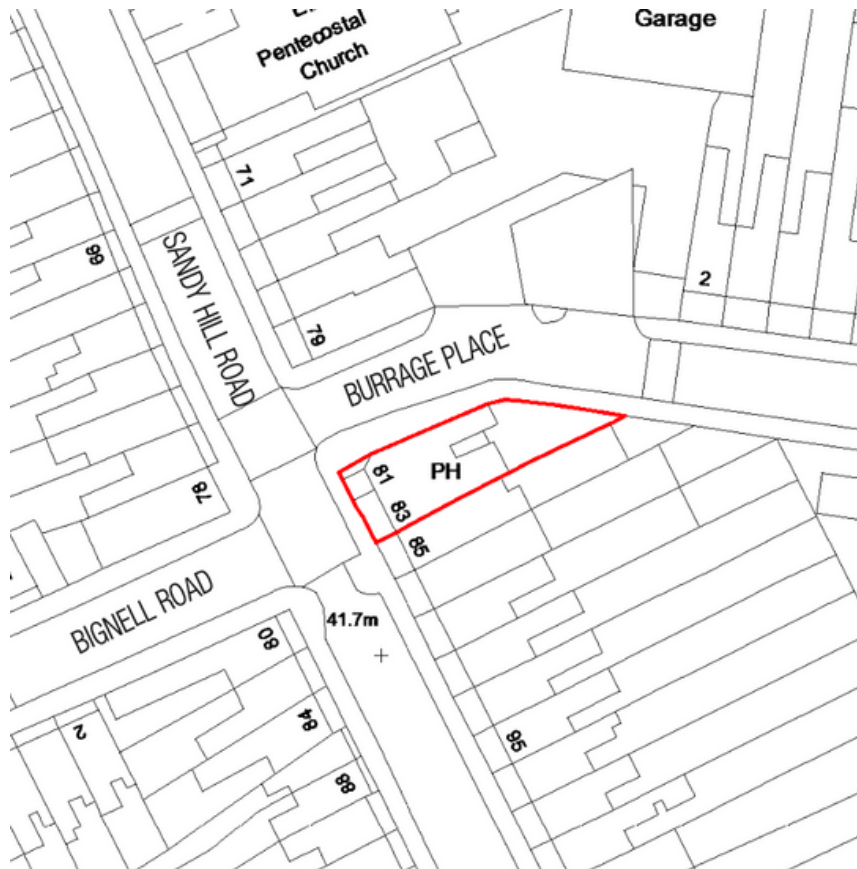 Garage
Pentecostal
Church
71
66
SANDY HILL ROAD
2
79
BURRAGE PLACE
81
PH
78
83
85
BIGNELL ROAD
41.7m
80
84
2
95
88